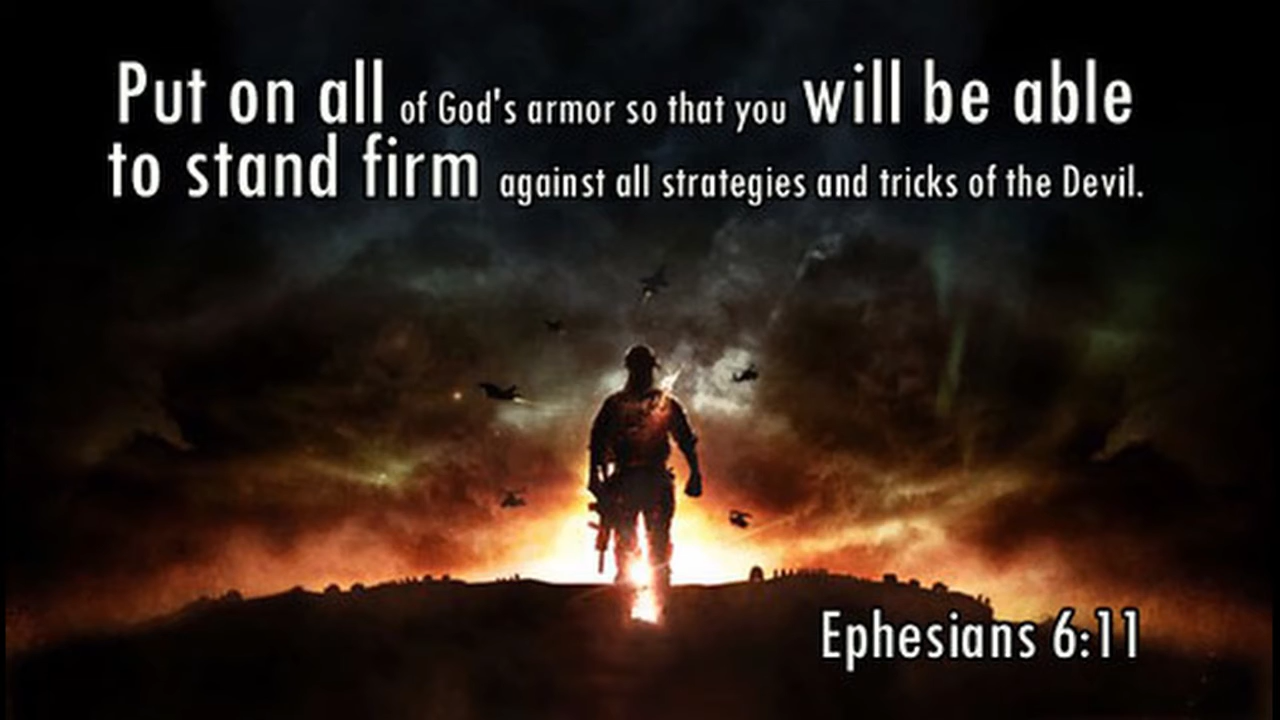 Put on all of God's armor so that you will be able
to stand firm against all strategies and tricks of the Devil.
Ephesians 6:11